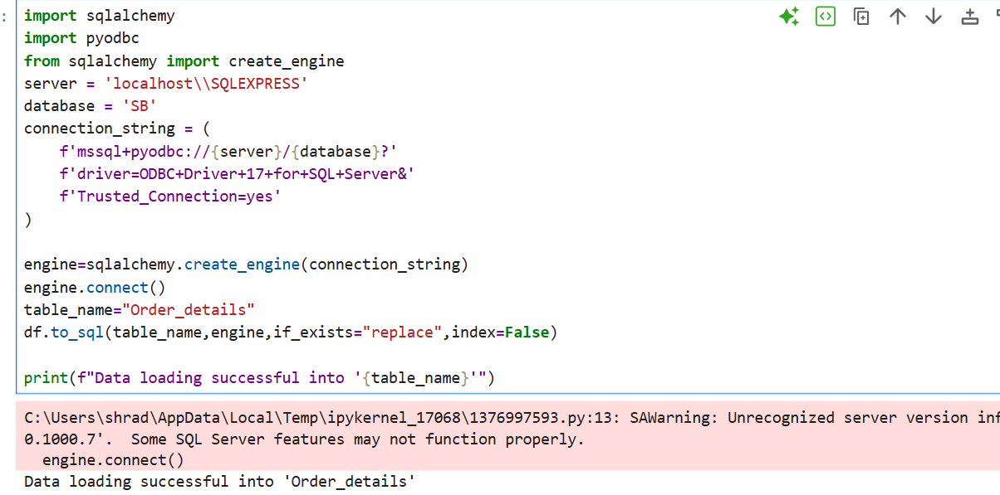 :
import sqlalchemy
import pyodbc
from sqlalchemy import create_engine
server = 'localhost\\SQLEXPRESS'
database = 'SB'
connection_string = (
    f'mssql+pyodbc://{server}/{database}?'
    f'driver=ODBC+Driver+17+for+SQL+Server&'
    f'Trusted_Connection=yes'
)
engine=sqlalchemy.create_engine(connection_string)
engine.connect()
table_name="Order_details"
df.to_sql(table_name,engine,if_exists="replace",index=False)
print(f"Data loading successful into '{table_name}'")
C:\Users\shrad\AppData\Local\Temp\ipykernel_17068\1376997593.py:13: SAWarning: Unrecognized server version inf
0.1000.7'.  Some SQL Server features may not function properly.
  engine.connect()
Data loading successful into 'Order_details'